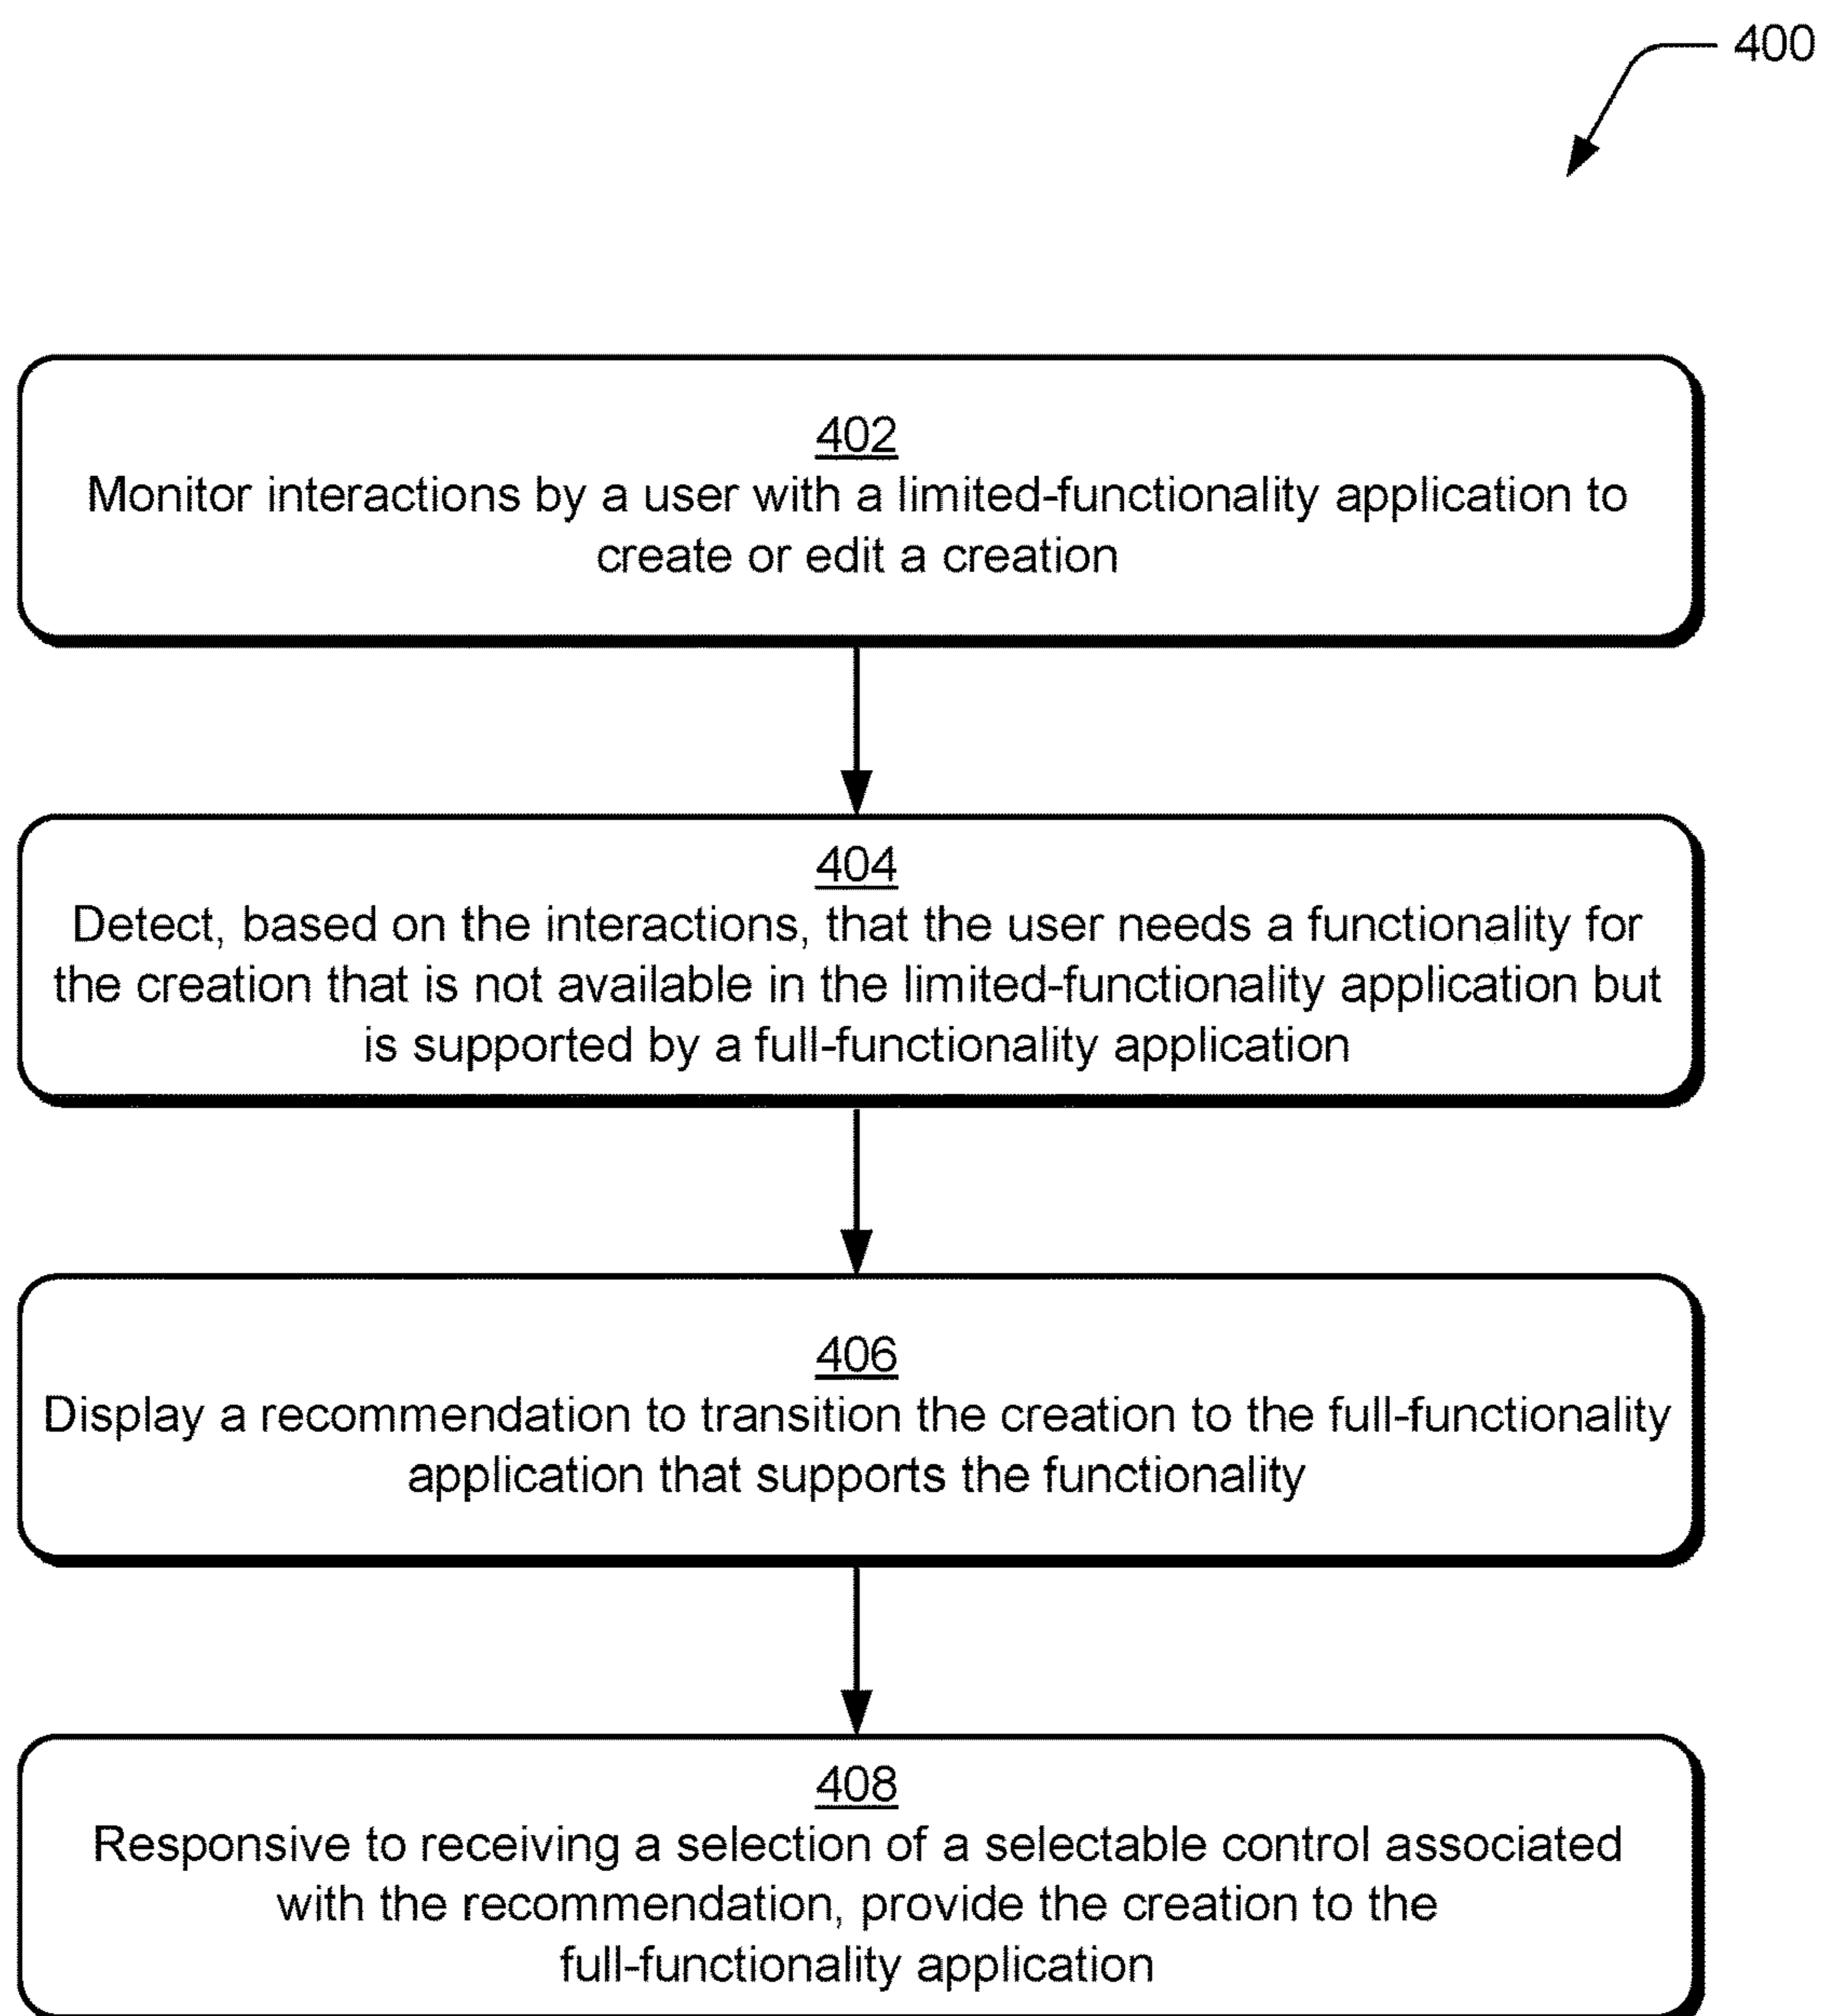 400
402
Monitor interactions by a user with a limited-functionality application to
create or edit a creation
404
Detect, based on the interactions, that the user needs a functionality for
the creation that is not available in the limited-functionality application but
is supported by a full-functionality application
406
Display a recommendation to transition the creation to the full-functionality
application that supports the functionality
408
Responsive to receiving a selection of a selectable control associated
with the recommendation, provide the creation to the
full-functionality application